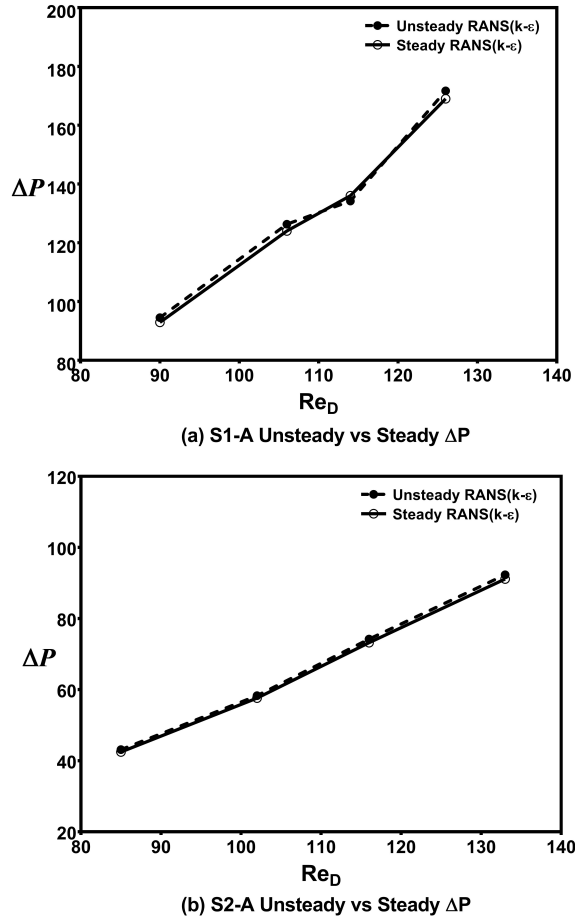 200
180
160
140
120
100
80
ΔP
Unsteady RANS(k-ε)
Steady RANS(k-ε)
80 90 100 110 120 130 140
Re_D
(a) S1-A Unsteady vs Steady ΔP
120
100
80
60
40
20
ΔP
Unsteady RANS(k-ε)
Steady RANS(k-ε)
80 90 100 110 120 130 140
Re_D
(b) S2-A Unsteady vs Steady ΔP